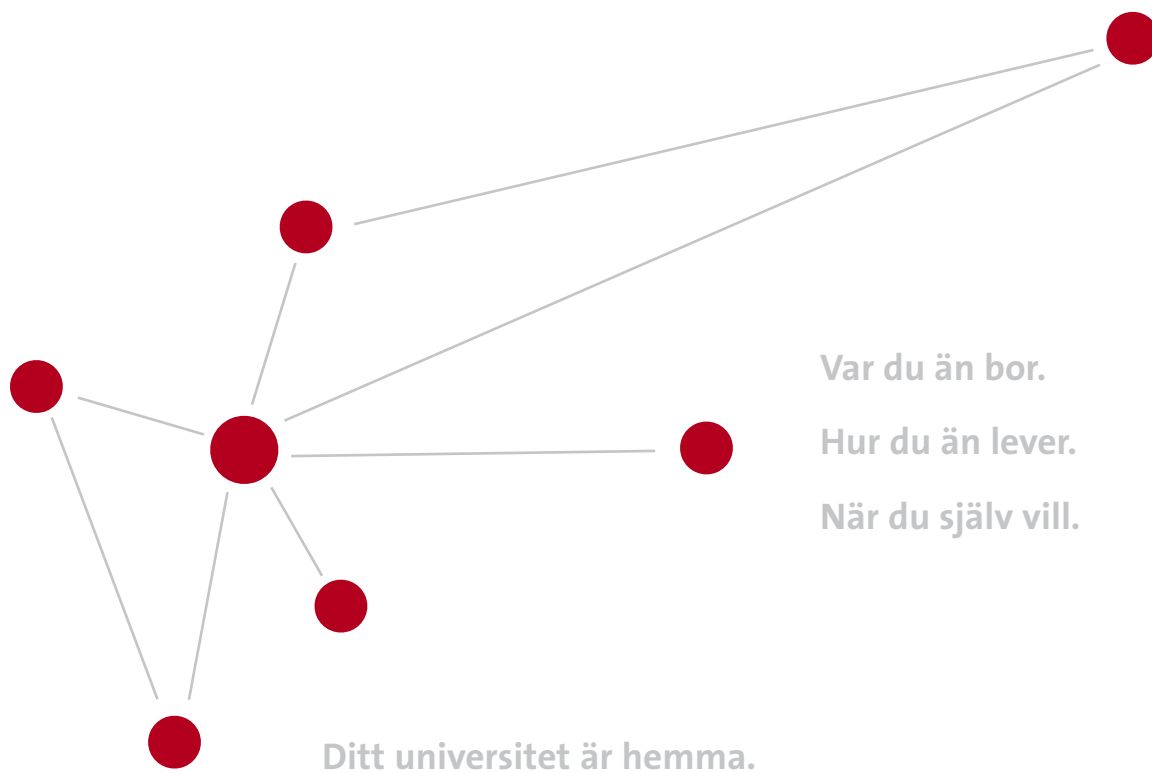 Var du än bor.
Hur du än lever.
När du själv vill.
Ditt universitet är hemma.